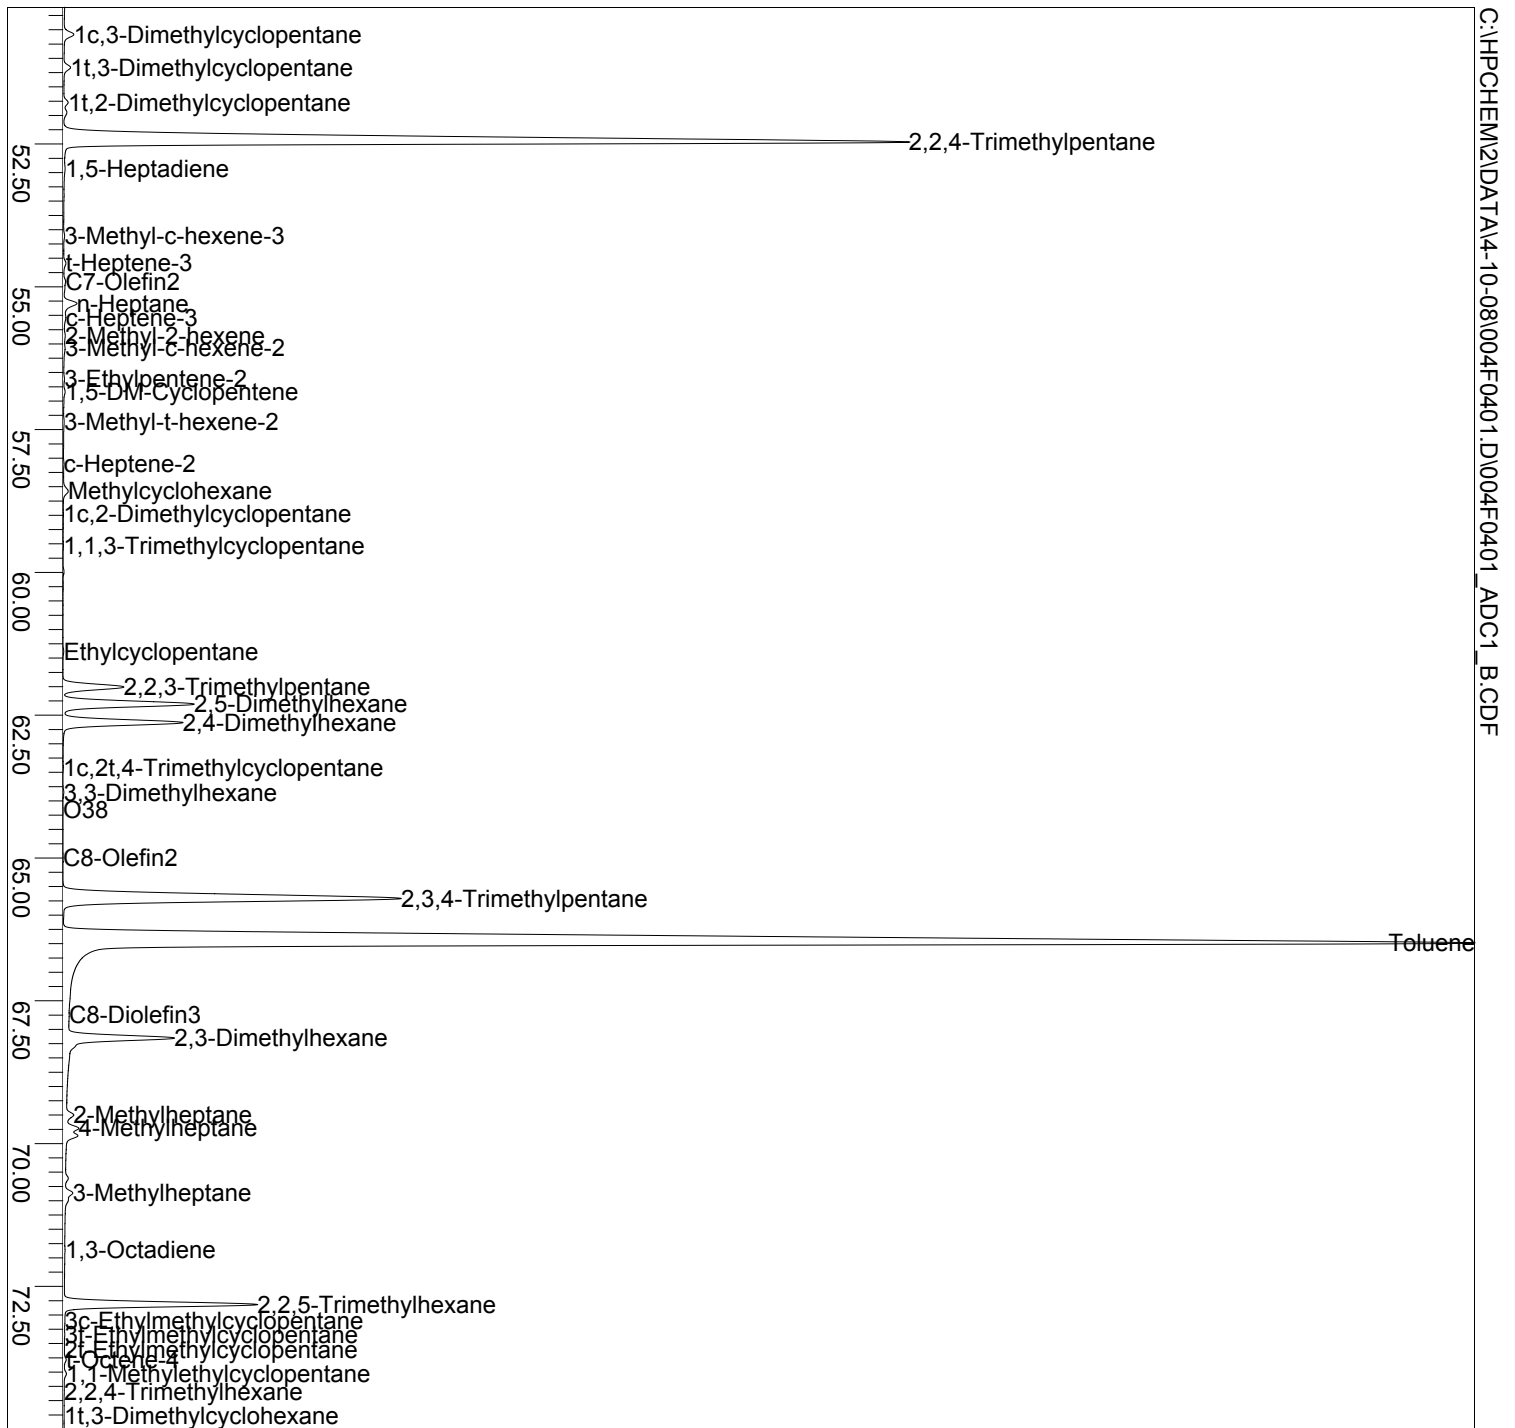 C:\HPCHEM\2\DATA\4-10-08\004F0401.D\004F0401_ADC1_B.CDF
1c,3-Dimethylcyclopentane
1t,3-Dimethylcyclopentane
1t,2-Dimethylcyclopentane
2,2,4-Trimethylpentane
52.50
1,5-Heptadiene
3-Methyl-c-hexene-3
t-Heptene-3
C7-Olefin2
55.00
n-Heptane
c-Heptene-3
2-Methyl-2-hexene
3-Methyl-c-hexene-2
3-Ethylpentene-2
1,5-DM-Cyclopentene
3-Methyl-t-hexene-2
57.50
c-Heptene-2
Methylcyclohexane
1c,2-Dimethylcyclopentane
1,1,3-Trimethylcyclopentane
60.00
Ethylcyclopentane
2,2,3-Trimethylpentane
2,5-Dimethylhexane
2,4-Dimethylhexane
62.50
1c,2t,4-Trimethylcyclopentane
3,3-Dimethylhexane
O38
C8-Olefin2
65.00
2,3,4-Trimethylpentane
Toluene
67.50
C8-Diolefin3
2,3-Dimethylhexane
2-Methylheptane
4-Methylheptane
70.00
3-Methylheptane
1,3-Octadiene
72.50
2,2,5-Trimethylhexane
3c-Ethylmethylcyclopentane
3t-Ethylmethylcyclopentane
2t-Ethylmethylcyclopentane
t-Octene-4
1,1-Methylethylcyclopentane
2,2,4-Trimethylhexane
1t,3-Dimethylcyclohexane